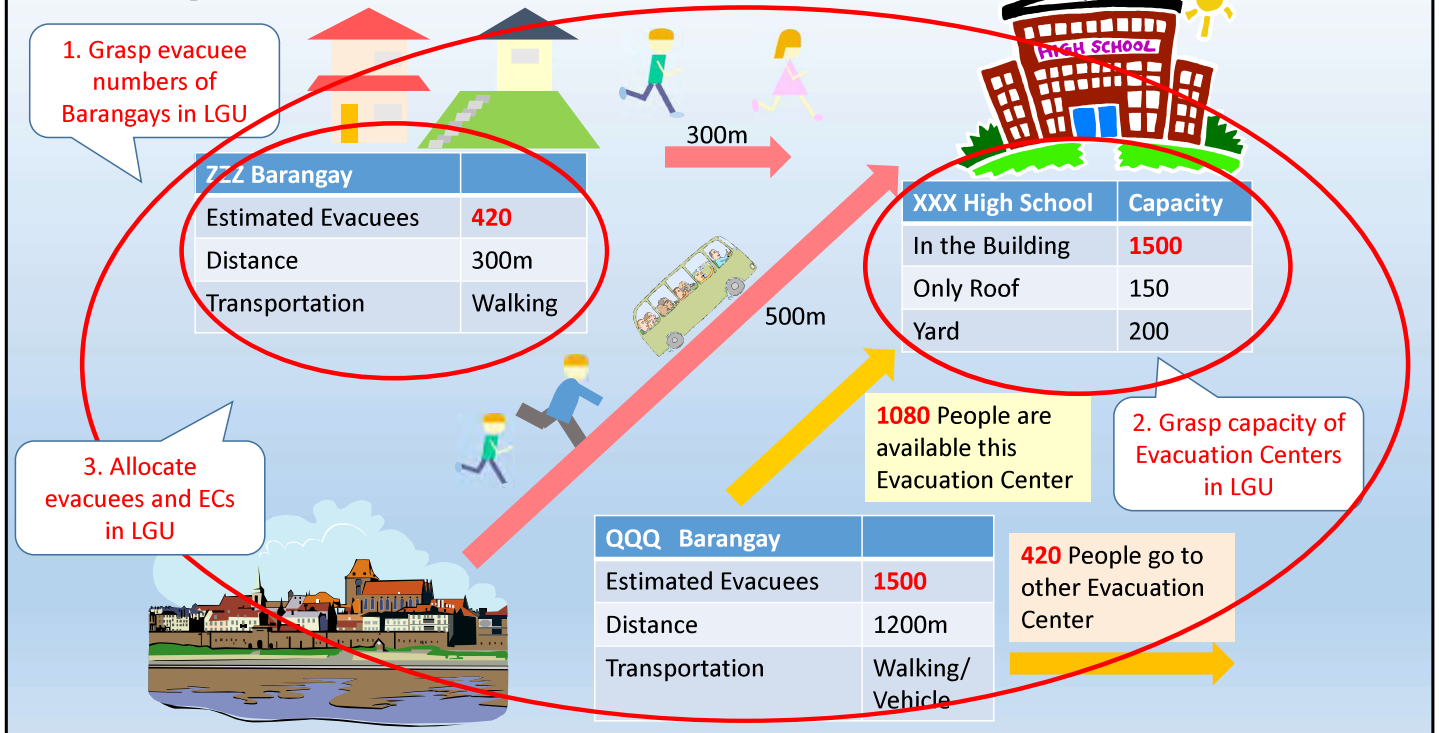 1. Grasp evacuee
numbers of
Barangays in LGU
HIGH SCHOOL
300m
ZZZ Barangay
Estimated Evacuees 420
Distance 300m
Transportation Walking
XXX High School Capacity
In the Building 1500
Only Roof 150
Yard 200
500m
1080 People are
available this
Evacuation Center
2. Grasp capacity of
Evacuation Centers
in LGU
3. Allocate
evacuees and ECs
in LGU
QQQ Barangay
Estimated Evacuees 1500
Distance 1200m
Transportation Walking/
Vehicle
420 People go to
other Evacuation
Center